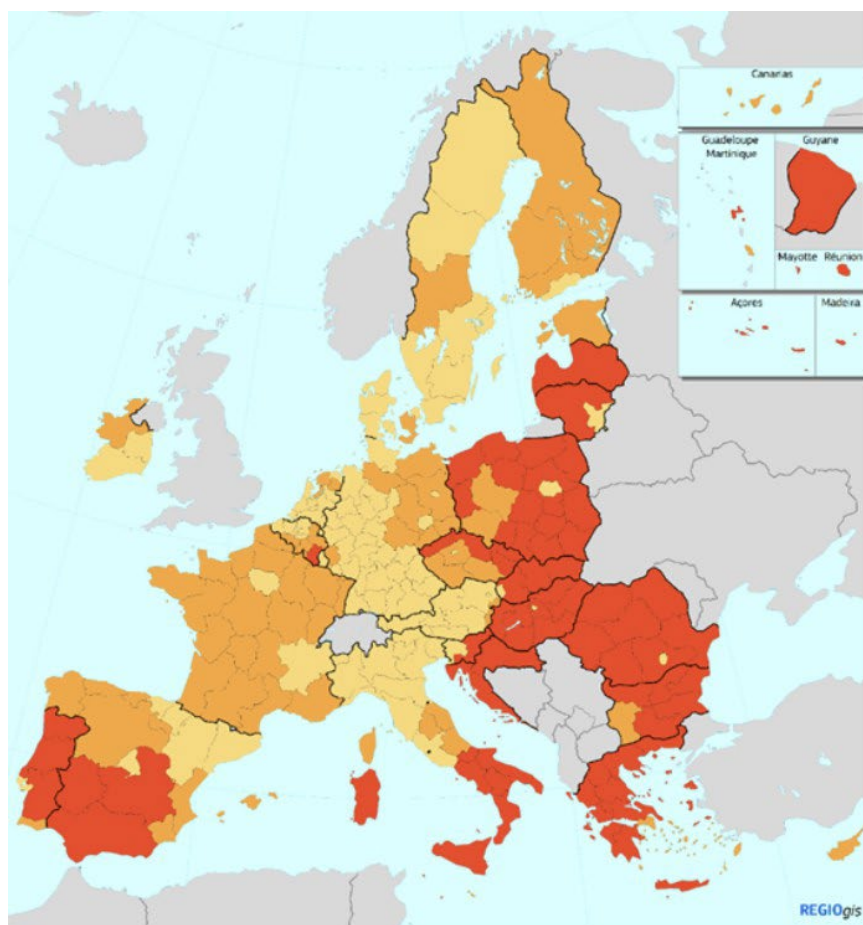 Canarias
Guadeloupe
Martinique
Guyane
Mayotte
Réunion
Açores
Madeira
REGIOgis